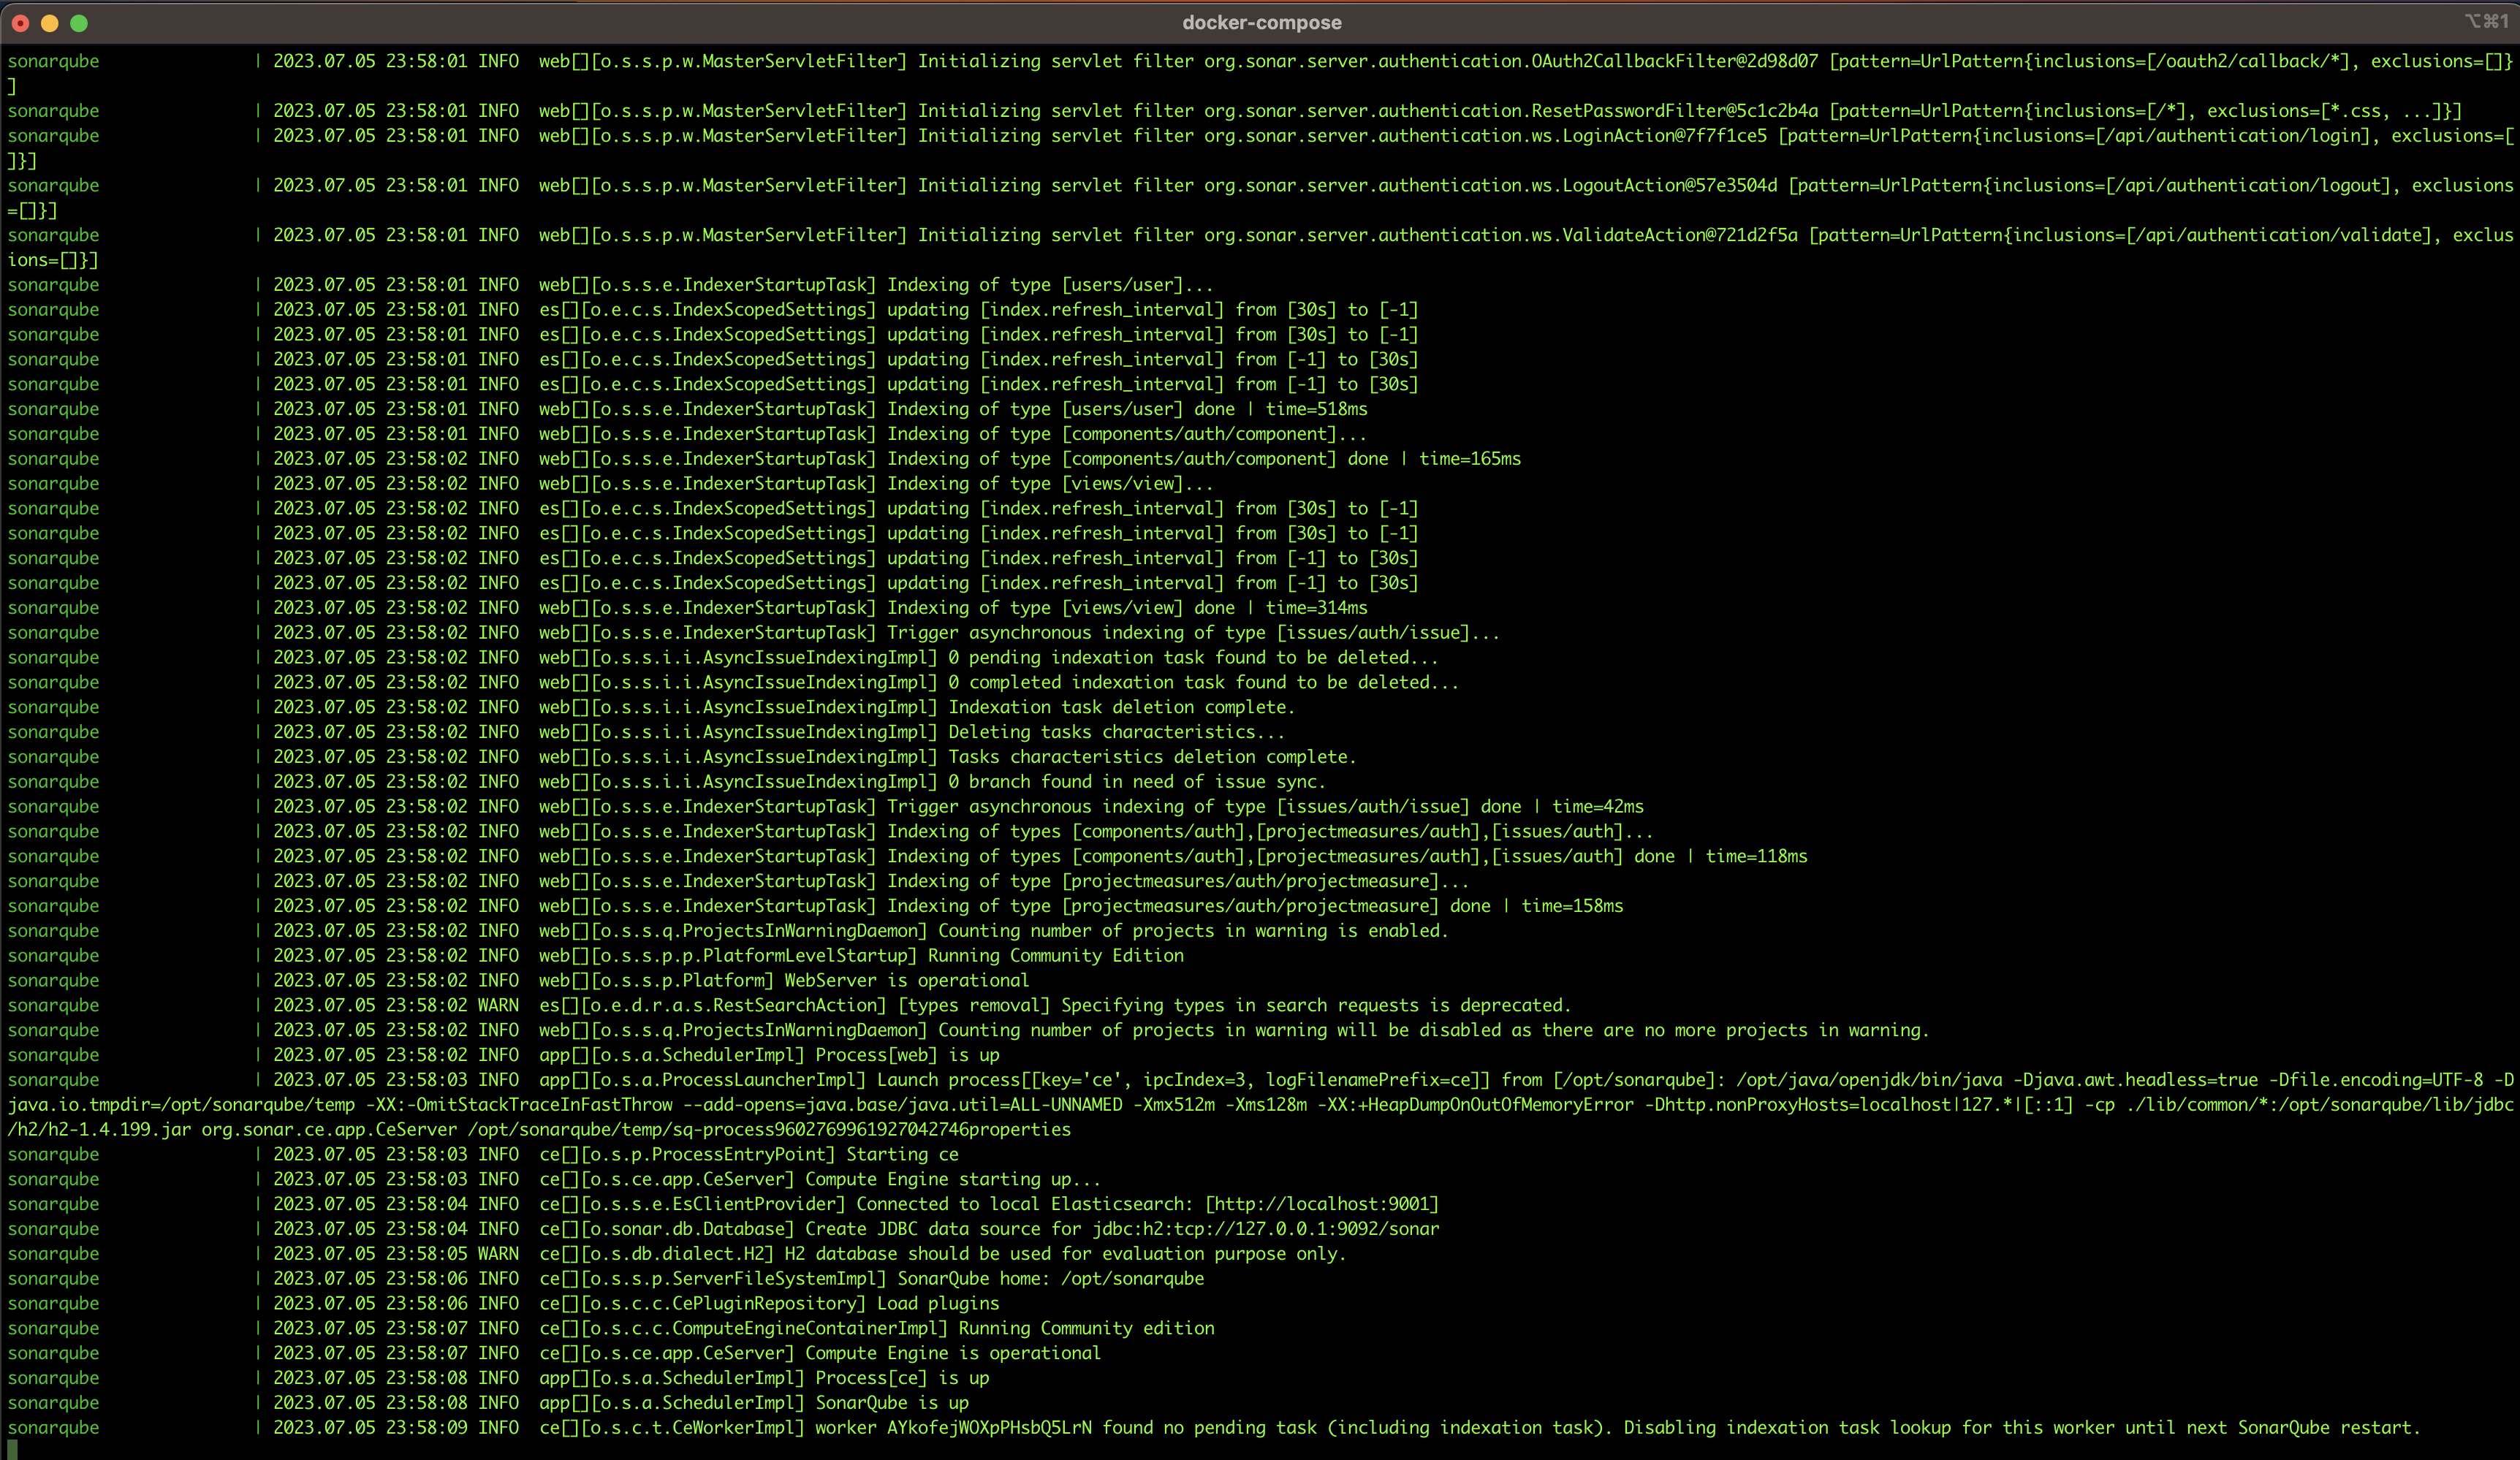 docker-compose
⌥⌘1
sonarqube | 2023.07.05 23:58:01 INFO web[][o.s.s.p.w.MasterServletFilter] Initializing servlet filter org.sonar.server.authentication.OAuth2CallbackFilter@2d98d07 [pattern=UrlPattern{inclusions=[/oauth2/callback/*], exclusions=[]}
]
sonarqube | 2023.07.05 23:58:01 INFO web[][o.s.s.p.w.MasterServletFilter] Initializing servlet filter org.sonar.server.authentication.ResetPasswordFilter@5c1c2b4a [pattern=UrlPattern{inclusions=[/*], exclusions=[*.css, ...]}]
sonarqube | 2023.07.05 23:58:01 INFO web[][o.s.s.p.w.MasterServletFilter] Initializing servlet filter org.sonar.server.authentication.ws.LoginAction@7f7f1ce5 [pattern=UrlPattern{inclusions=[/api/authentication/login], exclusions=[
]}]
sonarqube | 2023.07.05 23:58:01 INFO web[][o.s.s.p.w.MasterServletFilter] Initializing servlet filter org.sonar.server.authentication.ws.LogoutAction@57e3504d [pattern=UrlPattern{inclusions=[/api/authentication/logout], exclusions
=[]}]
sonarqube | 2023.07.05 23:58:01 INFO web[][o.s.s.p.w.MasterServletFilter] Initializing servlet filter org.sonar.server.authentication.ws.ValidateAction@721d2f5a [pattern=UrlPattern{inclusions=[/api/authentication/validate], exclus
ions=[]}]
sonarqube | 2023.07.05 23:58:01 INFO web[][o.s.s.e.IndexerStartupTask] Indexing of type [users/user]...
sonarqube | 2023.07.05 23:58:01 INFO es[][o.e.c.s.IndexScopedSettings] updating [index.refresh_interval] from [30s] to [-1]
sonarqube | 2023.07.05 23:58:01 INFO es[][o.e.c.s.IndexScopedSettings] updating [index.refresh_interval] from [30s] to [-1]
sonarqube | 2023.07.05 23:58:01 INFO es[][o.e.c.s.IndexScopedSettings] updating [index.refresh_interval] from [-1] to [30s]
sonarqube | 2023.07.05 23:58:01 INFO es[][o.e.c.s.IndexScopedSettings] updating [index.refresh_interval] from [-1] to [30s]
sonarqube | 2023.07.05 23:58:01 INFO web[][o.s.s.e.IndexerStartupTask] Indexing of type [users/user] done | time=518ms
sonarqube | 2023.07.05 23:58:01 INFO web[][o.s.s.e.IndexerStartupTask] Indexing of type [components/auth/component]...
sonarqube | 2023.07.05 23:58:02 INFO web[][o.s.s.e.IndexerStartupTask] Indexing of type [components/auth/component] done | time=165ms
sonarqube | 2023.07.05 23:58:02 INFO web[][o.s.s.e.IndexerStartupTask] Indexing of type [views/view]...
sonarqube | 2023.07.05 23:58:02 INFO es[][o.e.c.s.IndexScopedSettings] updating [index.refresh_interval] from [30s] to [-1]
sonarqube | 2023.07.05 23:58:02 INFO es[][o.e.c.s.IndexScopedSettings] updating [index.refresh_interval] from [30s] to [-1]
sonarqube | 2023.07.05 23:58:02 INFO es[][o.e.c.s.IndexScopedSettings] updating [index.refresh_interval] from [-1] to [30s]
sonarqube | 2023.07.05 23:58:02 INFO es[][o.e.c.s.IndexScopedSettings] updating [index.refresh_interval] from [-1] to [30s]
sonarqube | 2023.07.05 23:58:02 INFO web[][o.s.s.e.IndexerStartupTask] Indexing of type [views/view] done | time=314ms
sonarqube | 2023.07.05 23:58:02 INFO web[][o.s.s.e.IndexerStartupTask] Trigger asynchronous indexing of type [issues/auth/issue]...
sonarqube | 2023.07.05 23:58:02 INFO web[][o.s.s.i.i.AsyncIssueIndexingImpl] 0 pending indexation task found to be deleted...
sonarqube | 2023.07.05 23:58:02 INFO web[][o.s.s.i.i.AsyncIssueIndexingImpl] 0 completed indexation task found to be deleted...
sonarqube | 2023.07.05 23:58:02 INFO web[][o.s.s.i.i.AsyncIssueIndexingImpl] Indexation task deletion complete.
sonarqube | 2023.07.05 23:58:02 INFO web[][o.s.s.i.i.AsyncIssueIndexingImpl] Deleting tasks characteristics...
sonarqube | 2023.07.05 23:58:02 INFO web[][o.s.s.i.i.AsyncIssueIndexingImpl] Tasks characteristics deletion complete.
sonarqube | 2023.07.05 23:58:02 INFO web[][o.s.s.i.i.AsyncIssueIndexingImpl] 0 branch found in need of issue sync.
sonarqube | 2023.07.05 23:58:02 INFO web[][o.s.s.e.IndexerStartupTask] Trigger asynchronous indexing of type [issues/auth/issue] done | time=42ms
sonarqube | 2023.07.05 23:58:02 INFO web[][o.s.s.e.IndexerStartupTask] Indexing of types [components/auth],[projectmeasures/auth],[issues/auth]...
sonarqube | 2023.07.05 23:58:02 INFO web[][o.s.s.e.IndexerStartupTask] Indexing of types [components/auth],[projectmeasures/auth],[issues/auth] done | time=118ms
sonarqube | 2023.07.05 23:58:02 INFO web[][o.s.s.e.IndexerStartupTask] Indexing of type [projectmeasures/auth/projectmeasure]...
sonarqube | 2023.07.05 23:58:02 INFO web[][o.s.s.e.IndexerStartupTask] Indexing of type [projectmeasures/auth/projectmeasure] done | time=158ms
sonarqube | 2023.07.05 23:58:02 INFO web[][o.s.s.q.ProjectsInWarningDaemon] Counting number of projects in warning is enabled.
sonarqube | 2023.07.05 23:58:02 INFO web[][o.s.s.p.p.PlatformLevelStartup] Running Community Edition
sonarqube | 2023.07.05 23:58:02 INFO web[][o.s.s.p.Platform] WebServer is operational
sonarqube | 2023.07.05 23:58:02 WARN es[][o.e.d.r.a.s.RestSearchAction] [types removal] Specifying types in search requests is deprecated.
sonarqube | 2023.07.05 23:58:02 INFO web[][o.s.s.q.ProjectsInWarningDaemon] Counting number of projects in warning will be disabled as there are no more projects in warning.
sonarqube | 2023.07.05 23:58:02 INFO app[][o.s.a.SchedulerImpl] Process[web] is up
sonarqube | 2023.07.05 23:58:03 INFO app[][o.s.a.ProcessLauncherImpl] Launch process[[key='ce', ipcIndex=3, logFilenamePrefix=ce]] from [/opt/sonarqube]: /opt/java/openjdk/bin/java -Djava.awt.headless=true -Dfile.encoding=UTF-8 -D
java.io.tmpdir=/opt/sonarqube/temp -XX:-OmitStackTraceInFastThrow --add-opens=java.base/java.util=ALL-UNNAMED -Xmx512m -Xms128m -XX:+HeapDumpOnOutOfMemoryError -Dhttp.nonProxyHosts=localhost|127.*|[::1] -cp ./lib/common/*:/opt/sonarqube/lib/jdbc
/h2/h2-1.4.199.jar org.sonar.ce.app.CeServer /opt/sonarqube/temp/sq-process9602769961927042746properties
sonarqube | 2023.07.05 23:58:03 INFO ce[][o.s.p.ProcessEntryPoint] Starting ce
sonarqube | 2023.07.05 23:58:03 INFO ce[][o.s.ce.app.CeServer] Compute Engine starting up...
sonarqube | 2023.07.05 23:58:04 INFO ce[][o.s.s.e.EsClientProvider] Connected to local Elasticsearch: [http://localhost:9001]
sonarqube | 2023.07.05 23:58:04 INFO ce[][o.sonar.db.Database] Create JDBC data source for jdbc:h2:tcp://127.0.0.1:9092/sonar
sonarqube | 2023.07.05 23:58:05 WARN ce[][o.s.db.dialect.H2] H2 database should be used for evaluation purpose only.
sonarqube | 2023.07.05 23:58:06 INFO ce[][o.s.s.p.ServerFileSystemImpl] SonarQube home: /opt/sonarqube
sonarqube | 2023.07.05 23:58:06 INFO ce[][o.s.c.c.CePluginRepository] Load plugins
sonarqube | 2023.07.05 23:58:07 INFO ce[][o.s.c.c.ComputeEngineContainerImpl] Running Community edition
sonarqube | 2023.07.05 23:58:07 INFO ce[][o.s.ce.app.CeServer] Compute Engine is operational
sonarqube | 2023.07.05 23:58:08 INFO app[][o.s.a.SchedulerImpl] Process[ce] is up
sonarqube | 2023.07.05 23:58:08 INFO app[][o.s.a.SchedulerImpl] SonarQube is up
sonarqube | 2023.07.05 23:58:09 INFO ce[][o.s.c.t.CeWorkerImpl] worker AYkofejWOXpPHsbQ5LrN found no pending task (including indexation task). Disabling indexation task lookup for this worker until next SonarQube restart.